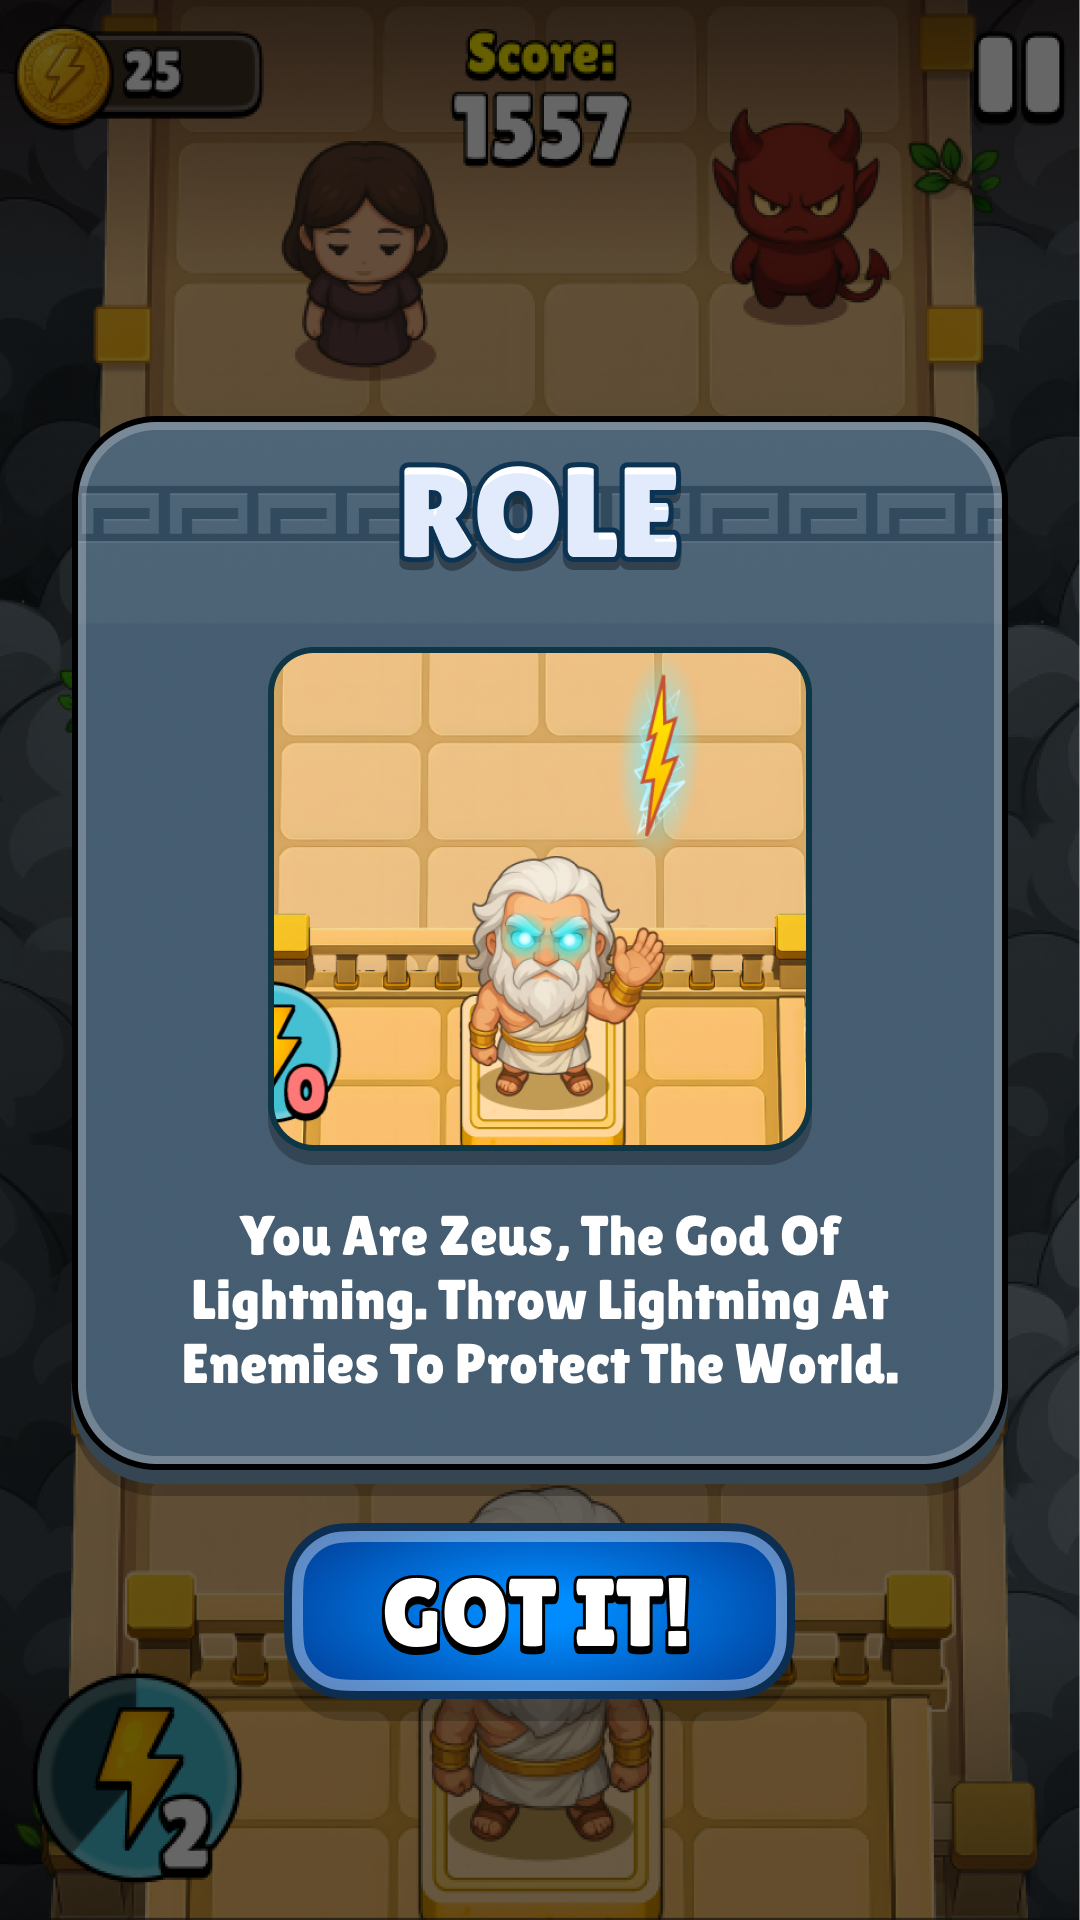 25
Score:
1557
ROLE
0
You Are Zeus, The God Of
Lightning. Throw Lightning At
Enemies To Protect The World.
GOT IT!
2